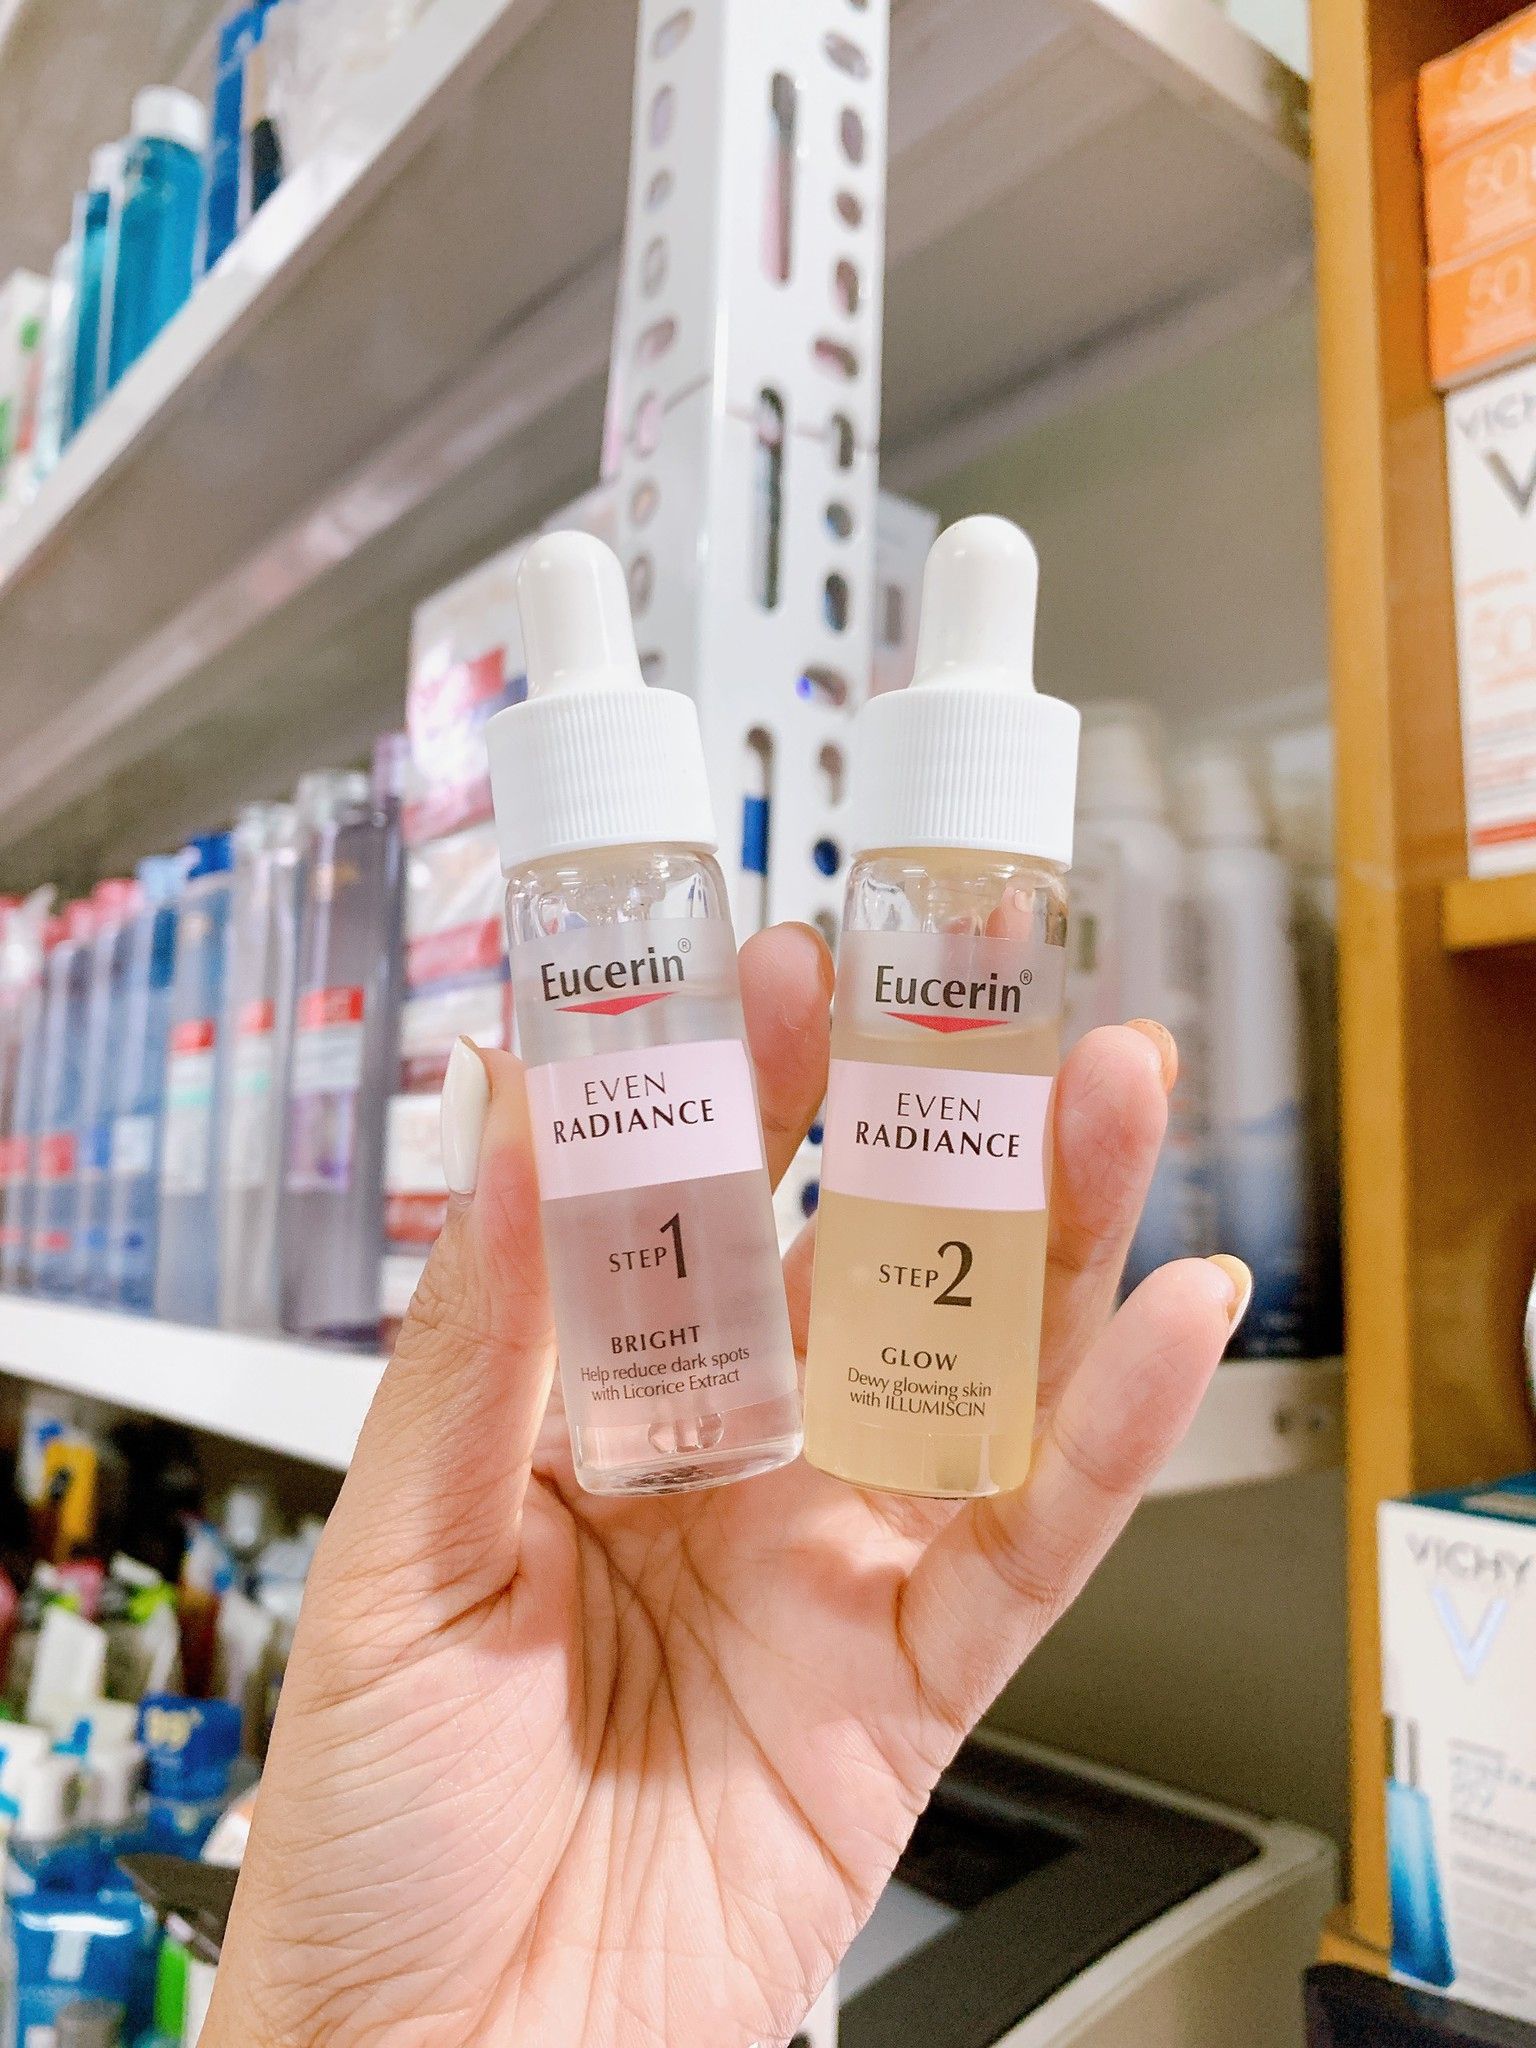 Eucerin®
EVEN
RADIANCE
STEP 1
BRIGHT
Help reduce dark spots
with Licorice Extract
Eucerin®
EVEN
RADIANCE
STEP 2
GLOW
Dewy glowing skin
with ILLUMISCIN
VICHY